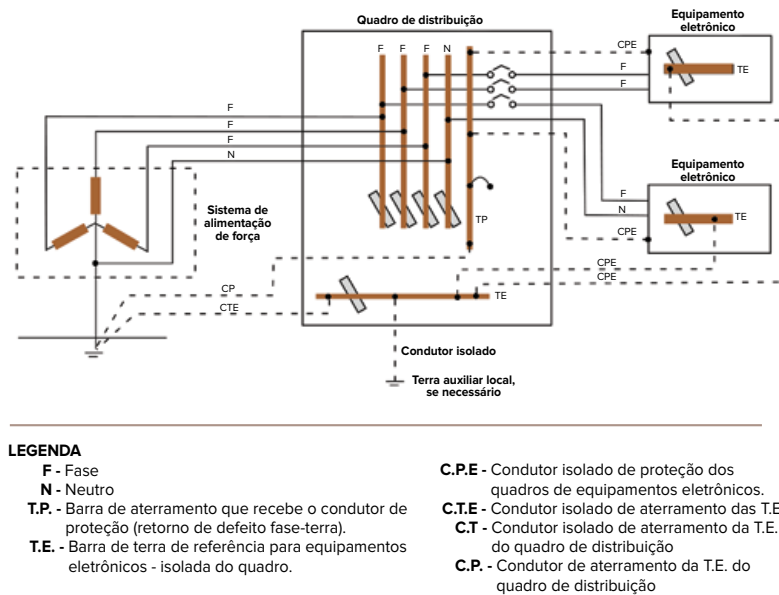 Quadro de distribuição
Equipamento
eletrônico
F F F N
CPE
F
F
TE
F
F
F
N
Sistema de
alimentação
de força
Equipamento
eletrônico
F
N
TE
CPE
TP
CPE
CPE
CP
CTE
TE
Condutor isolado
Terra auxiliar local,
se necessário
LEGENDA
F - Fase
N - Neutro
T.P. - Barra de aterramento que recebe o condutor de
proteção (retorno de defeito fase-terra).
T.E. - Barra de terra de referência para equipamentos
eletrônicos - isolada do quadro.
C.P.E - Condutor isolado de proteção dos
quadros de equipamentos eletrônicos.
C.T.E - Condutor isolado de aterramento das T.E
C.T - Condutor isolado de aterramento da T.E.
do quadro de distribuição
C.P. - Condutor de aterramento da T.E. do
quadro de distribuição